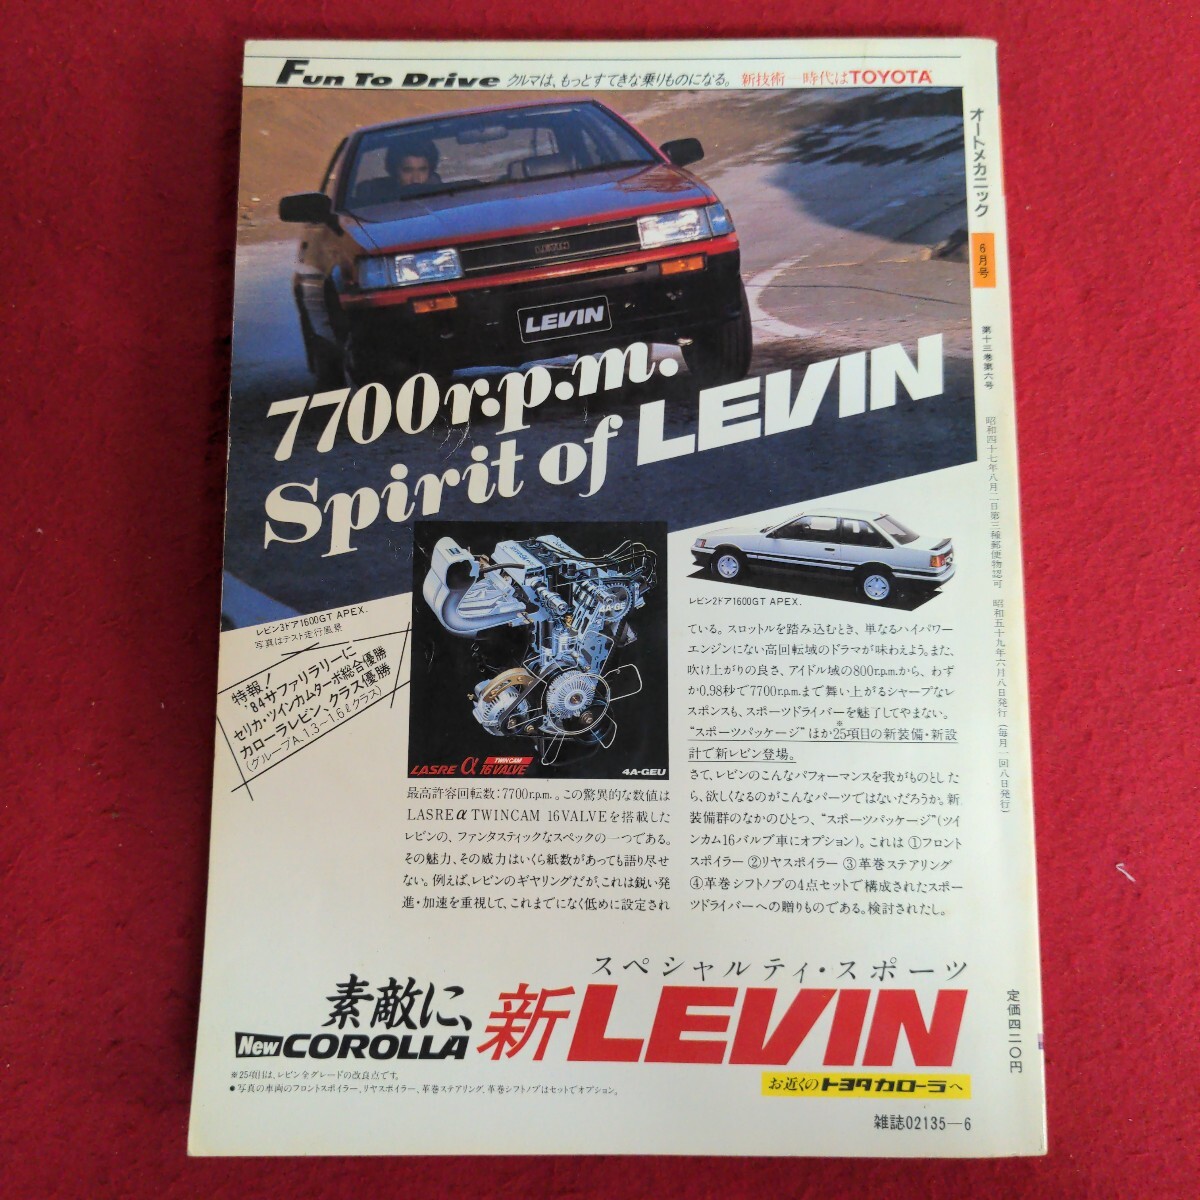 Fun To Drive クルマは、もっとすてきな乗りものになる。 新技術―時代はTOYOTA
LEVIN
LEVIN
7700r.p.m.
Spirit of LEVIN
レビン3ドア1600GT APEX.
写真はテスト走行風景
特報！
'84サファリラリーに
セリカ・ツインカムターボ総合優勝
カローラレビン、クラス優勝
(グループA、1.3―1.6ℓクラス)
4A-GE
LASRE α TWINCAM 16VALVE
4A-GEU
レビン2ドア1600GT APEX.
最高許容回転数：7700r.p.m.。この驚異的な数値は
LASRE α TWINCAM 16VALVEを搭載した
レビンの、ファンタスティックなスペックの一つである。
その魅力、その威力はいくら紙数があっても語り尽せ
ない。例えば、レビンのギヤリングだが、これは鋭い発
進・加速を重視して、これまでになく低めに設定され
ている。スロットルを踏み込むとき、単なるハイパワー
エンジンにない高回転域のドラマが味わえよう。また、
吹け上がりの良さ、アイドル域の800r.p.m.から、わず
か0.98秒で7700r.p.m.まで舞い上がるシャープなレ
スポンスも、スポーツドライバーを魅了してやまない。
“スポーツパッケージ”ほか※25項目の新装備・新設
計で新レビン登場。
さて、レビンのこんなパフォーマンスを我がものとした
ら、欲しくなるのがこんなパーツではないだろうか。新
装備群のなかのひとつ、“スポーツパッケージ”(ツイ
ンカム16バルブ車にオプション)。これは ①フロント
スポイラー ②リヤスポイラー ③革巻ステアリング
④革巻シフトノブの4点セットで構成されたスポー
ツドライバーへの贈りものである。検討されたし。
スペシャルティ・スポーツ
素敵に、新LEVIN
New COROLLA
※25項目は、レビン全グレードの改良点です。
●写真の車両のフロントスポイラー、リヤスポイラー、革巻ステアリング、革巻シフトノブはセットでオプション。
お近くのトヨタカローラへ
雑誌02135―6
オートメカニック
6月号
第十三巻第六号
昭和四十七年八月二日第三種郵便物認可
昭和五十九年六月八日発行(毎月一回八日発行)
定価四二〇円